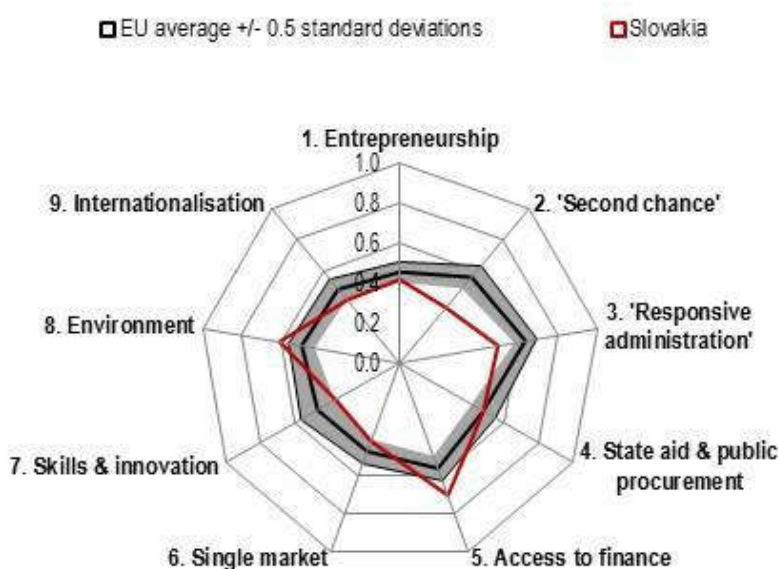 EU average +/- 0.5 standard deviations
Slovakia
1. Entrepreneurship
1.0
9. Internationalisation
2. 'Second chance'
0.8
0.6
0.4
8. Environment
3. 'Responsive
administration'
0.2
0.0
7. Skills & innovation
4. State aid & public
procurement
6. Single market
5. Access to finance